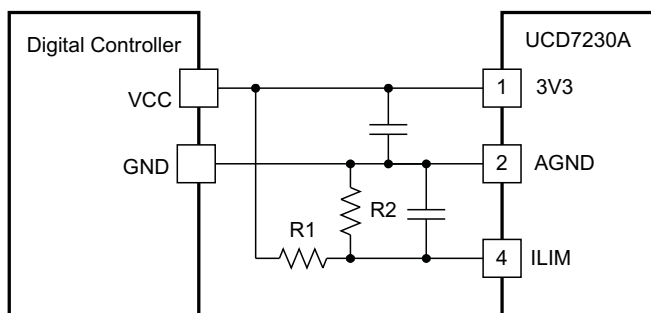 Digital Controller
UCD7230A
VCC
1
3V3
GND
2
AGND
R2
R1
4
ILIM